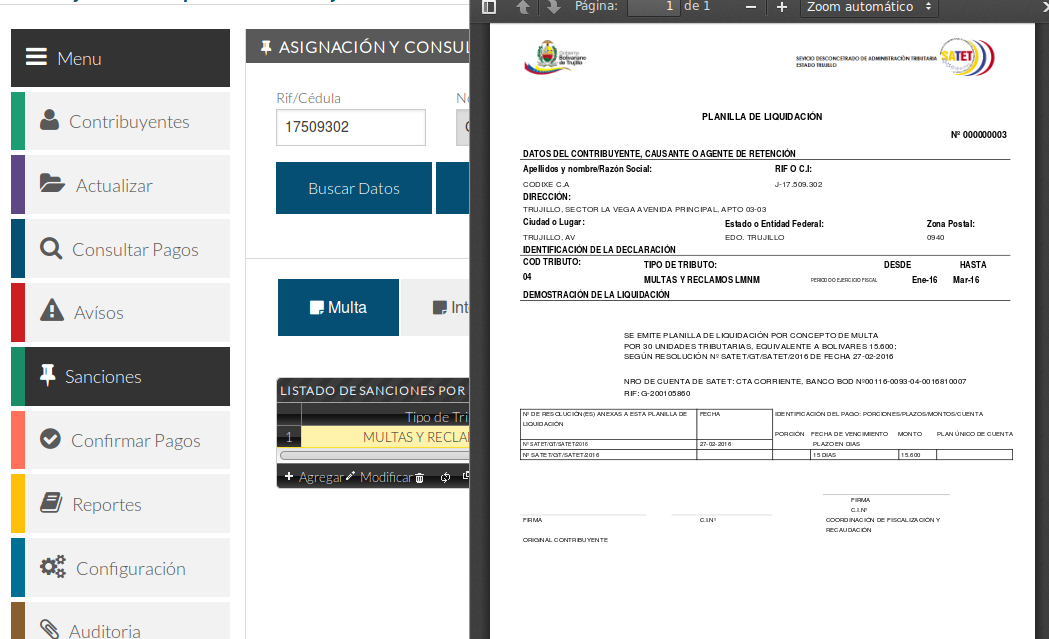 Menu
Contribuyentes
Actualizar
Consultar Pagos
Avisos
Sanciones
Confirmar Pagos
Reportes
Configuración
Auditoria
ASIGNACIÓN Y CONSUL
Rif/Cédula
No
17509302
Buscar Datos
Multa
Int
LISTADO DE SANCIONES POR
Tipo de Tri
1 MULTAS Y RECLA
Agregar Modificar
Página: 1 de 1 Zoom automático
Gobierno
Bolivariano
de Trujillo
SEVICIO DESCONCETRADO DE ADMINISTRACIÓN TRIBUTARIA
ESTADO TRUJILLO
SATET
PLANILLA DE LIQUIDACIÓN
Nº 000000003
DATOS DEL CONTRIBUYENTE, CAUSANTE O AGENTE DE RETENCIÓN
Apellidos y nombre/Razón Social: RIF O C.I:
CODIXE C.A J-17.509.302
DIRECCIÓN:
TRUJILLO, SECTOR LA VEGA AVENIDA PRINCIPAL, APTO 03-03
Ciudad o Lugar: Estado o Entidad Federal: Zona Postal:
TRUJILLO, AV EDO. TRUJILLO 0940
IDENTIFICACIÓN DE LA DECLARACIÓN
COD TRIBUTO: TIPO DE TRIBUTO: DESDE HASTA
04 MULTAS Y RECLAMOS LMNM PERIODO O EJERCICIO FISCAL Ene-16 Mar-16
DEMOSTRACIÓN DE LA LIQUIDACIÓN
SE EMITE PLANILLA DE LIQUIDACIÓN POR CONCEPTO DE MULTA
POR 30 UNIDADES TRIBUTARIAS, EQUIVALENTE A BOLIVARES 15.600;
SEGÚN RESOLUCIÓN Nº SATET/GT/SATET/2016 DE FECHA 27-02-2016
NRO DE CUENTA DE SATET: CTA CORRIENTE, BANCO BOD Nº00116-0093-04-0016810007
RIF: G-200105860
Nº DE RESOLUCIÓN(ES) ANEXAS A ESTA PLANILLA DE LIQUIDACIÓN FECHA IDENTIFICACIÓN DEL PAGO: PORCIONES/PLAZOS/MONTOS/CUENTA
PORCIÓN FECHA DE VENCIMIENTO MONTO PLAN ÚNICO DE CUENTA
Nº SATET/GT/SATET/2016 27-02-2016 PLAZO EN DIAS
Nº SATET/GT/SATET/2016 15 DIAS 15.600
FIRMA
C.I.Nº
FIRMA C.I.Nº COORDINACIÓN DE FISCALIZACIÓN Y
RECAUDACIÓN
ORIGINAL CONTRIBUYENTE